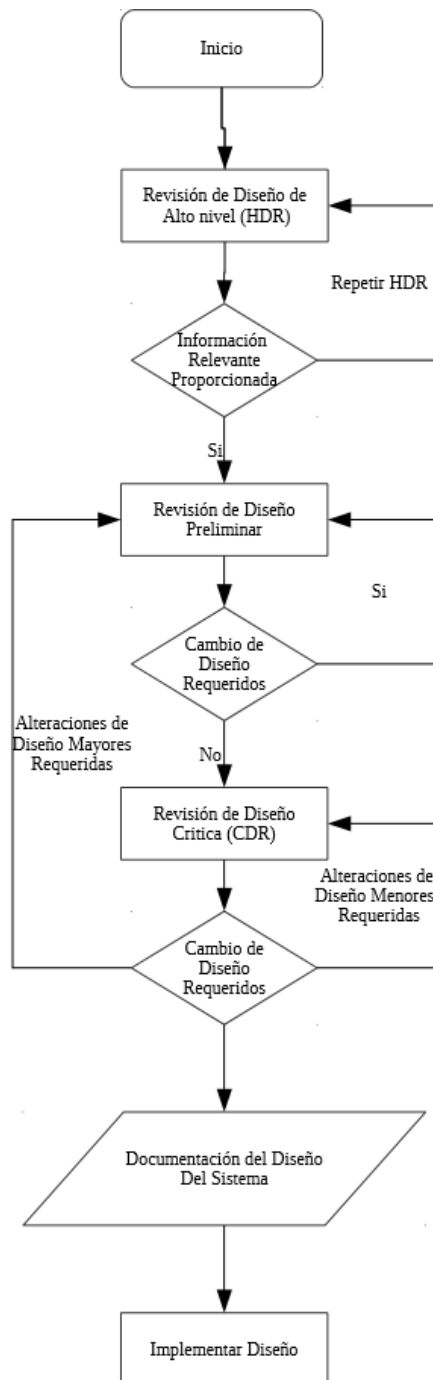 Inicio
Revisión de Diseño de
Alto nivel (HDR)
Repetir HDR
Información
Relevante
Proporcionada
Si
Revisión de Diseño
Preliminar
Si
Cambio de
Diseño
Requeridos
Alteraciones de
Diseño Mayores
Requeridas
No
Revisión de Diseño
Critica (CDR)
Alteraciones de
Diseño Menores
Requeridas
Cambio de
Diseño
Requeridos
Documentación del Diseño
Del Sistema
Implementar Diseño